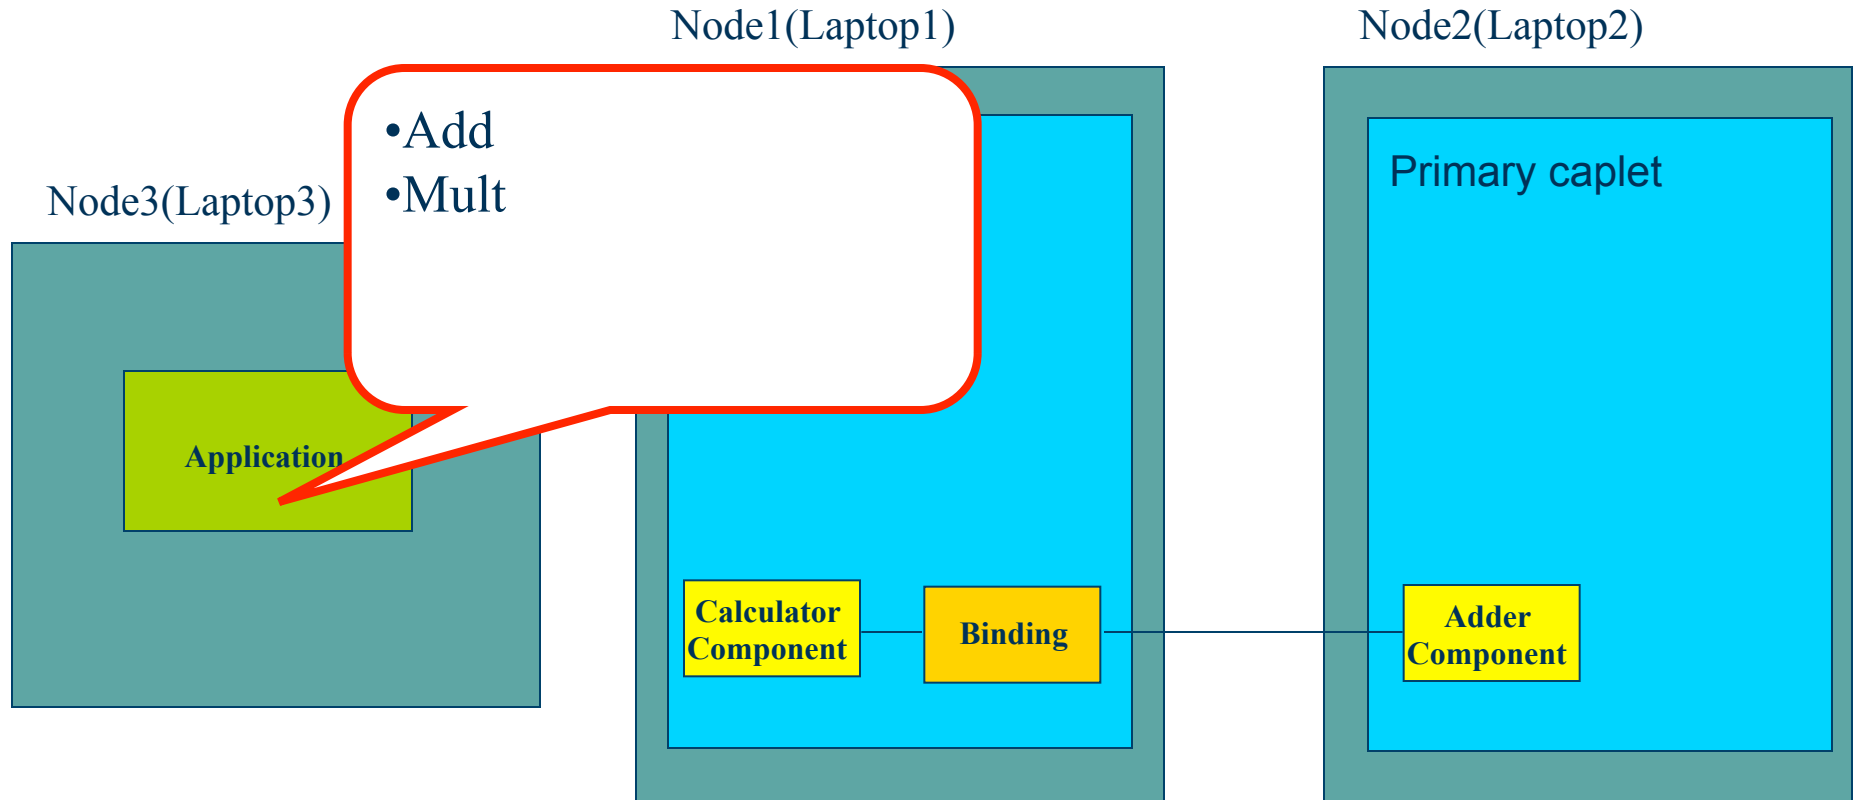 Node1(Laptop1)
Node2(Laptop2)
•Add
•Mult
Primary caplet
Node3(Laptop3)
Application
Calculator
Component
Binding
Adder
Component